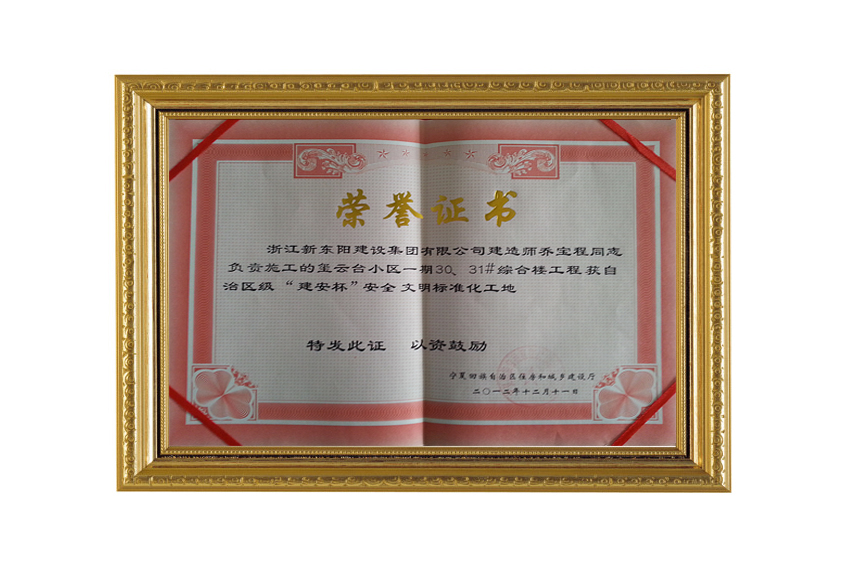 荣誉证书
浙江新东阳建设集团有限公司建造师乔宝程同志
负责施工的玺云台小区一期30、31#综合楼工程获自
治区级“建安杯”安全文明标准化工地
特发此证 以资鼓励
宁夏回族自治区住房和城乡建设厅
二〇一二年十二月十一日